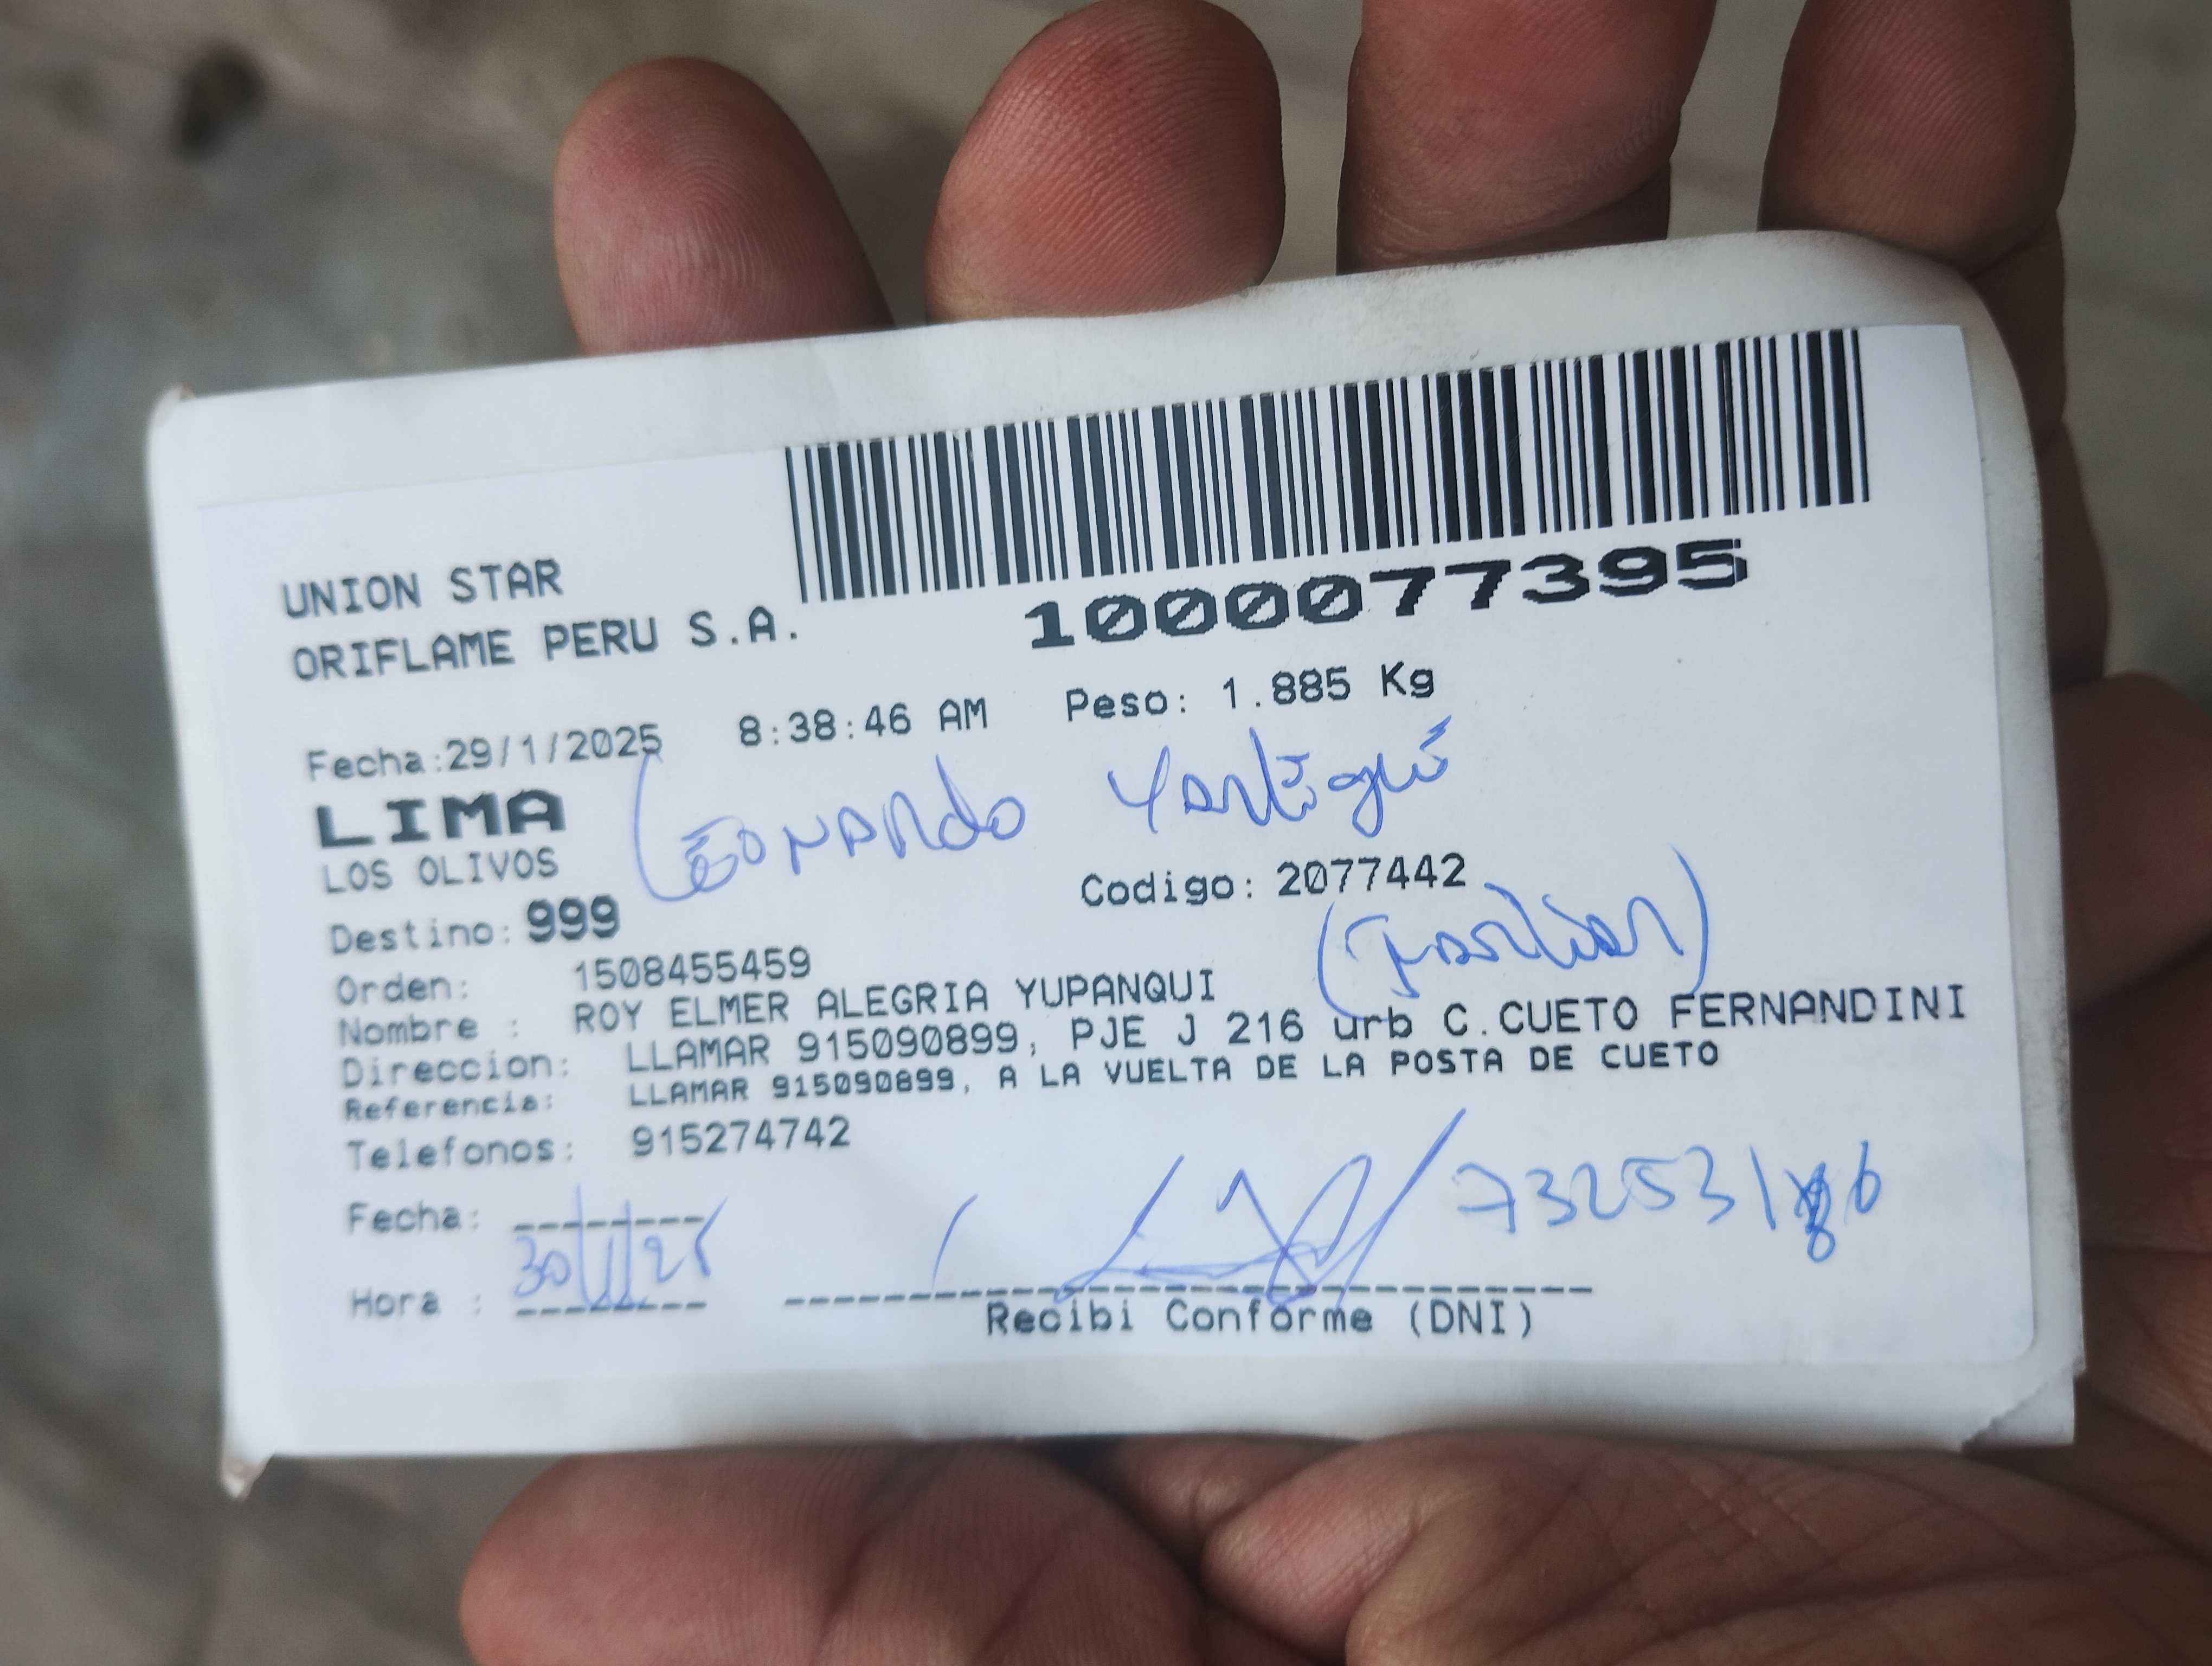 1000077395
UNION STAR
ORIFLAME PERU S.A.
Fecha:29/1/2025 8:38:46 AM Peso: 1.885 Kg
LIMA
LEONARDO
LOS OLIVOS
Codigo: 2077442
Destino: 999
Orden: 1508455459
Nombre : ROY ELMER ALEGRIA YUPANQUI
Direccion: LLAMAR 915090899, PJE J 216 urb C.CUETO FERNANDINI
Referencia: LLAMAR 915090899, A LA VUELTA DE LA POSTA DE CUETO
Telefonos: 915274742
Fecha: --------
30/1/25
Hora : --------
Recibi Conforme (DNI)